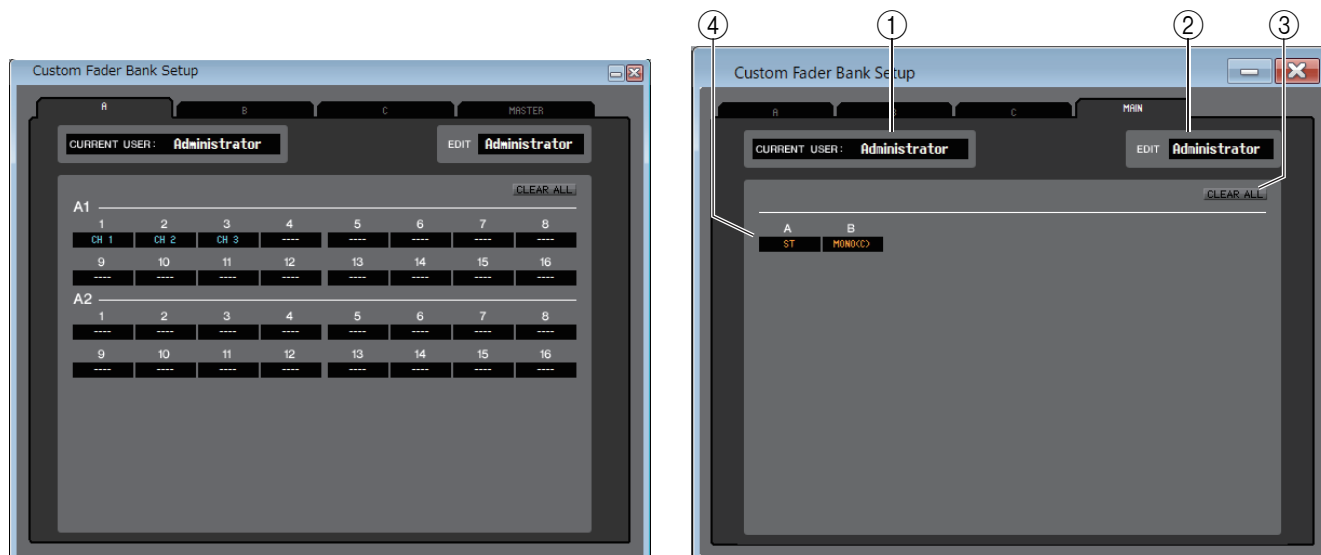 Custom Fader Bank Setup
A B C MASTER
CURRENT USER: Administrator EDIT Administrator
CLEAR ALL
A1
1 2 3 4 5 6 7 8
CH 1 CH 2 CH 3 ---- ---- ---- ---- ----
9 10 11 12 13 14 15 16
---- ---- ---- ---- ---- ---- ---- ----
A2
1 2 3 4 5 6 7 8
---- ---- ---- ---- ---- ---- ---- ----
9 10 11 12 13 14 15 16
---- ---- ---- ---- ---- ---- ---- ----
④ ① ② ③
Custom Fader Bank Setup
A B C MAIN
CURRENT USER: Administrator EDIT Administrator
CLEAR ALL
A B
ST MONO(C)